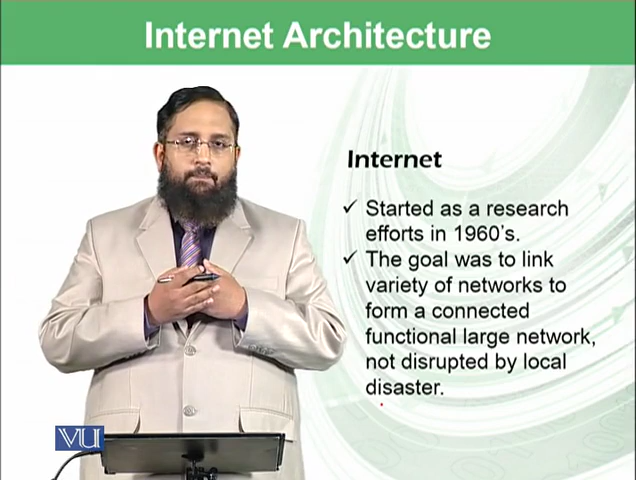 Internet Architecture
Internet
✓ Started as a research
efforts in 1960's.
✓ The goal was to link
variety of networks to
form a connected
functional large network,
not disrupted by local
disaster.
VU